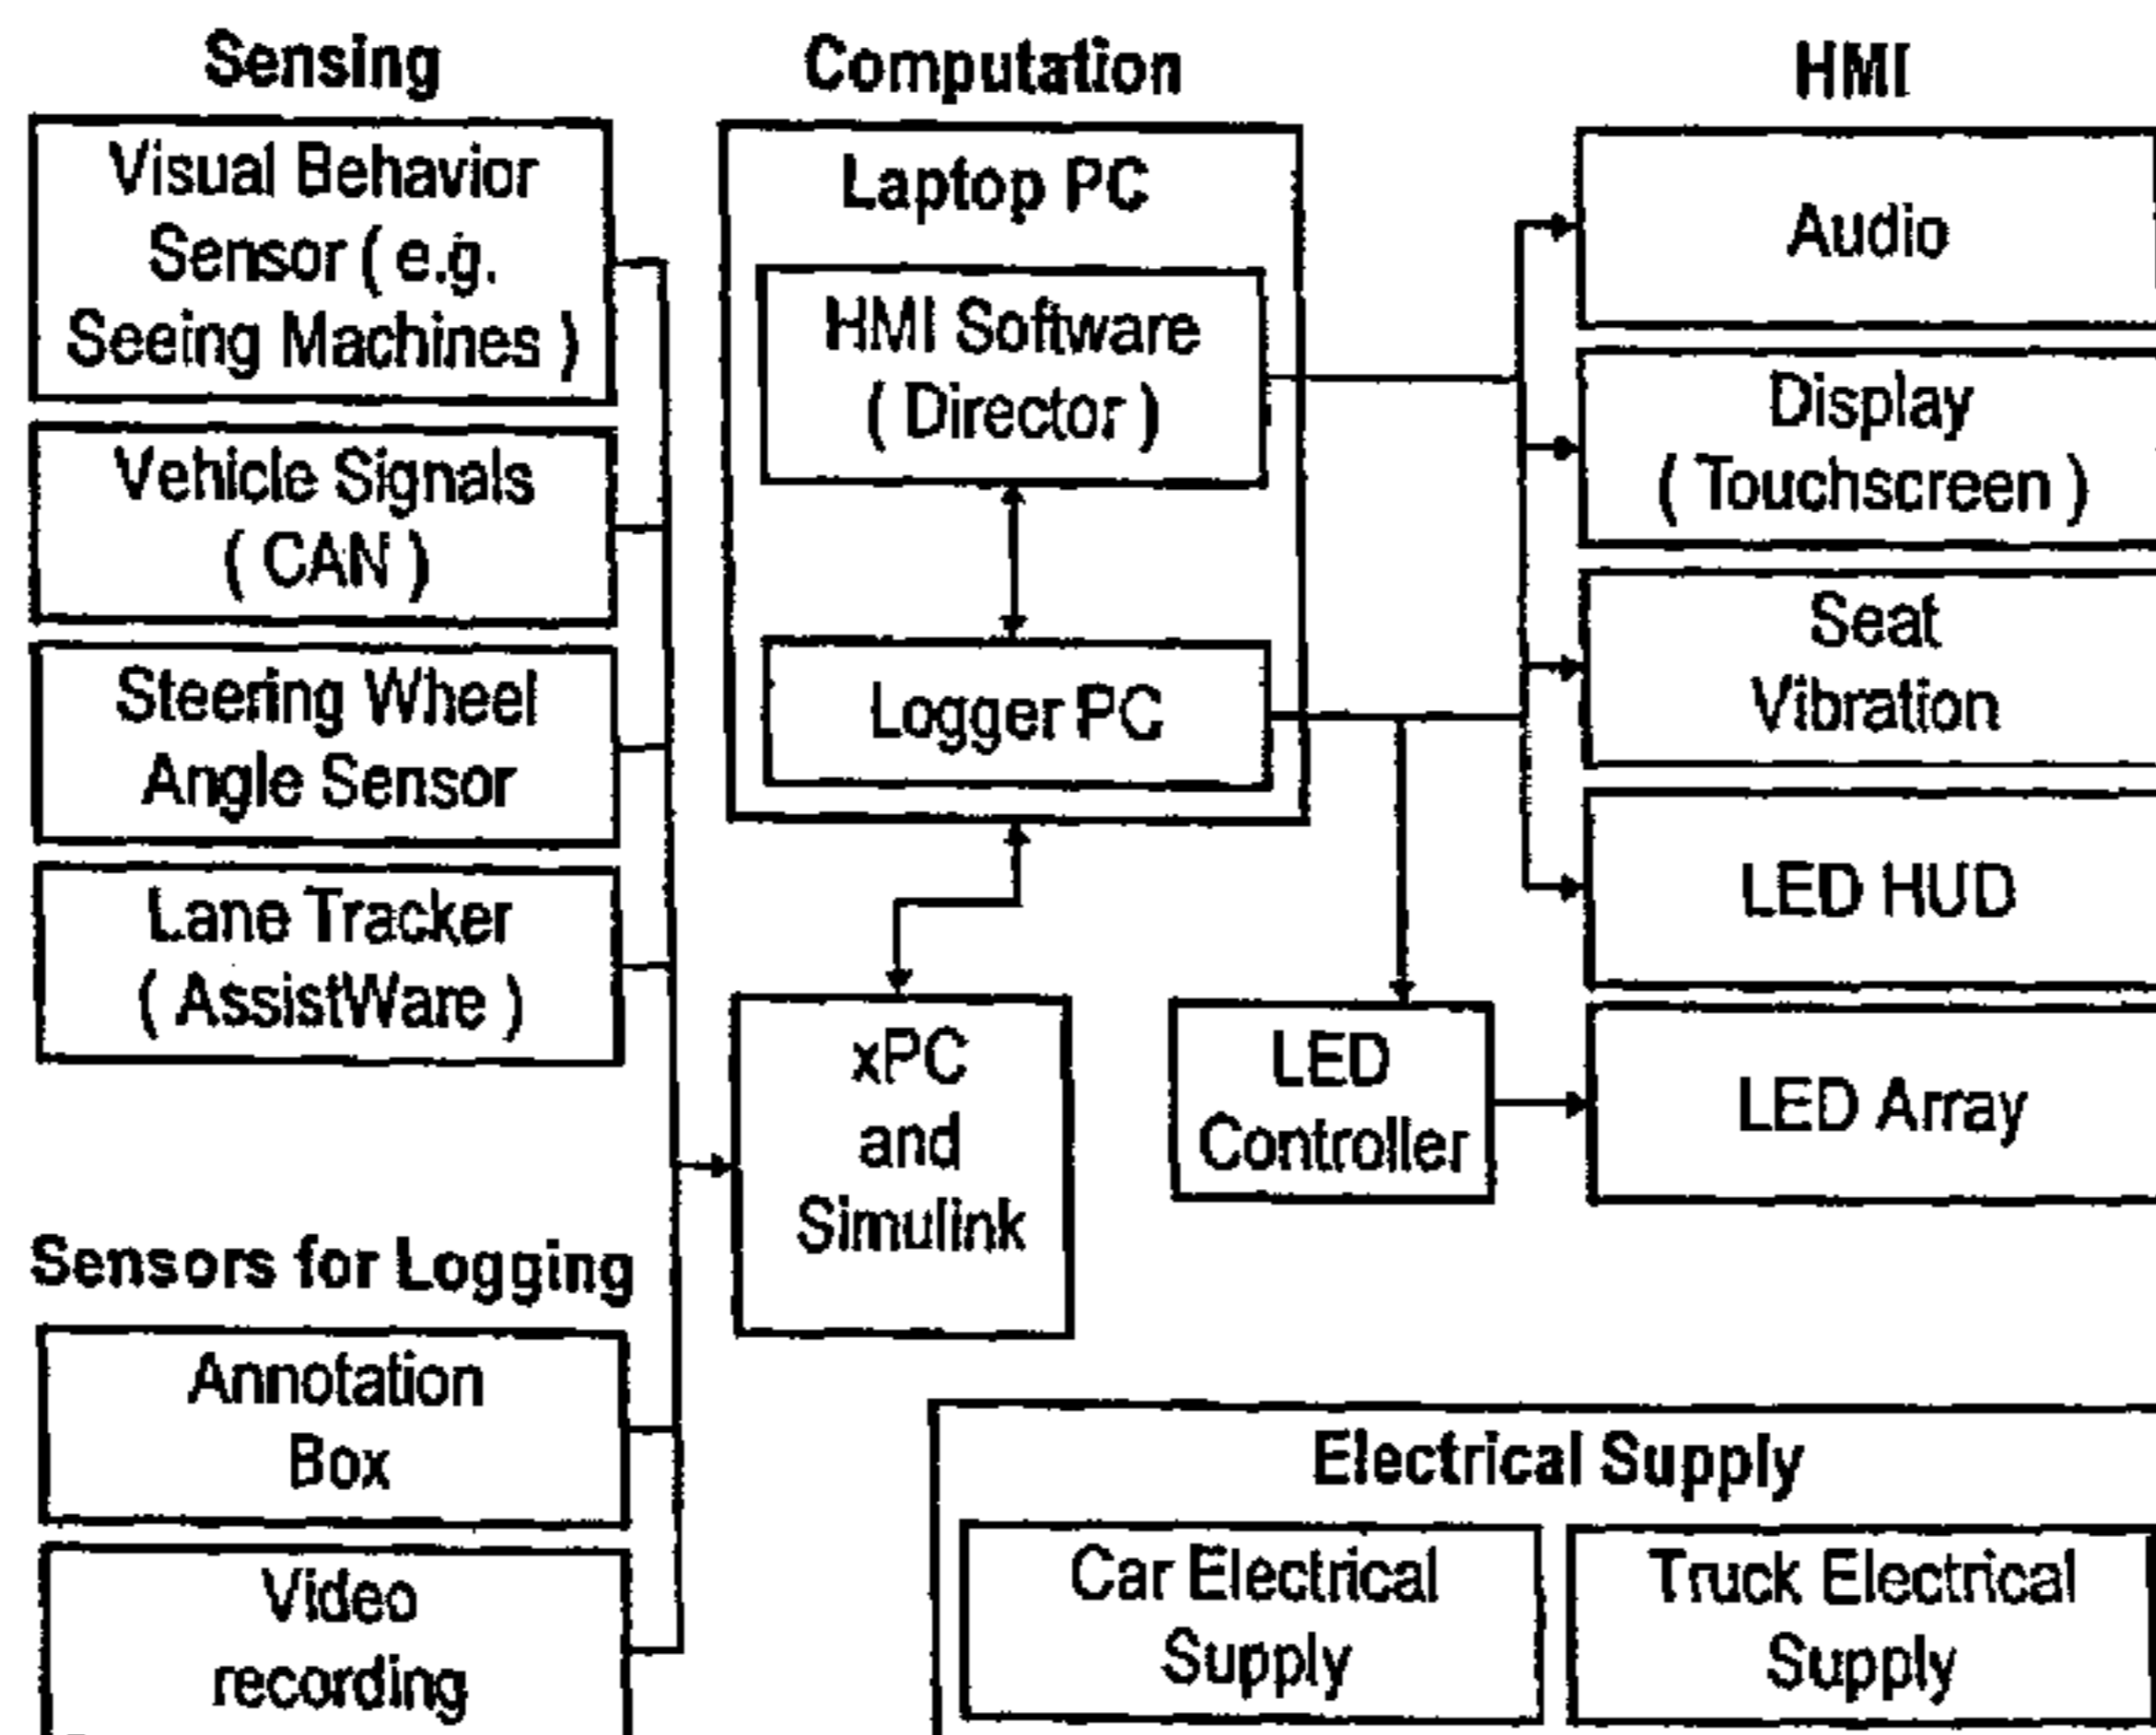 Sensing
Visual Behavior
Sensor ( e.g.
Seeing Machines )
Vehicle Signals
( CAN )
Steering Wheel
Angle Sensor
Lane Tracker
( AssistWare )
Sensors for Logging
Annotation
Box
Video
recording
Computation
Laptop PC
HMI Software
( Director )
Logger PC
xPC
and
Simulink
LED
Controller
HMI
Audio
Display
( Touchscreen )
Seat
Vibration
LED HUD
LED Array
Electrical Supply
Car Electrical
Supply
Truck Electrical
Supply